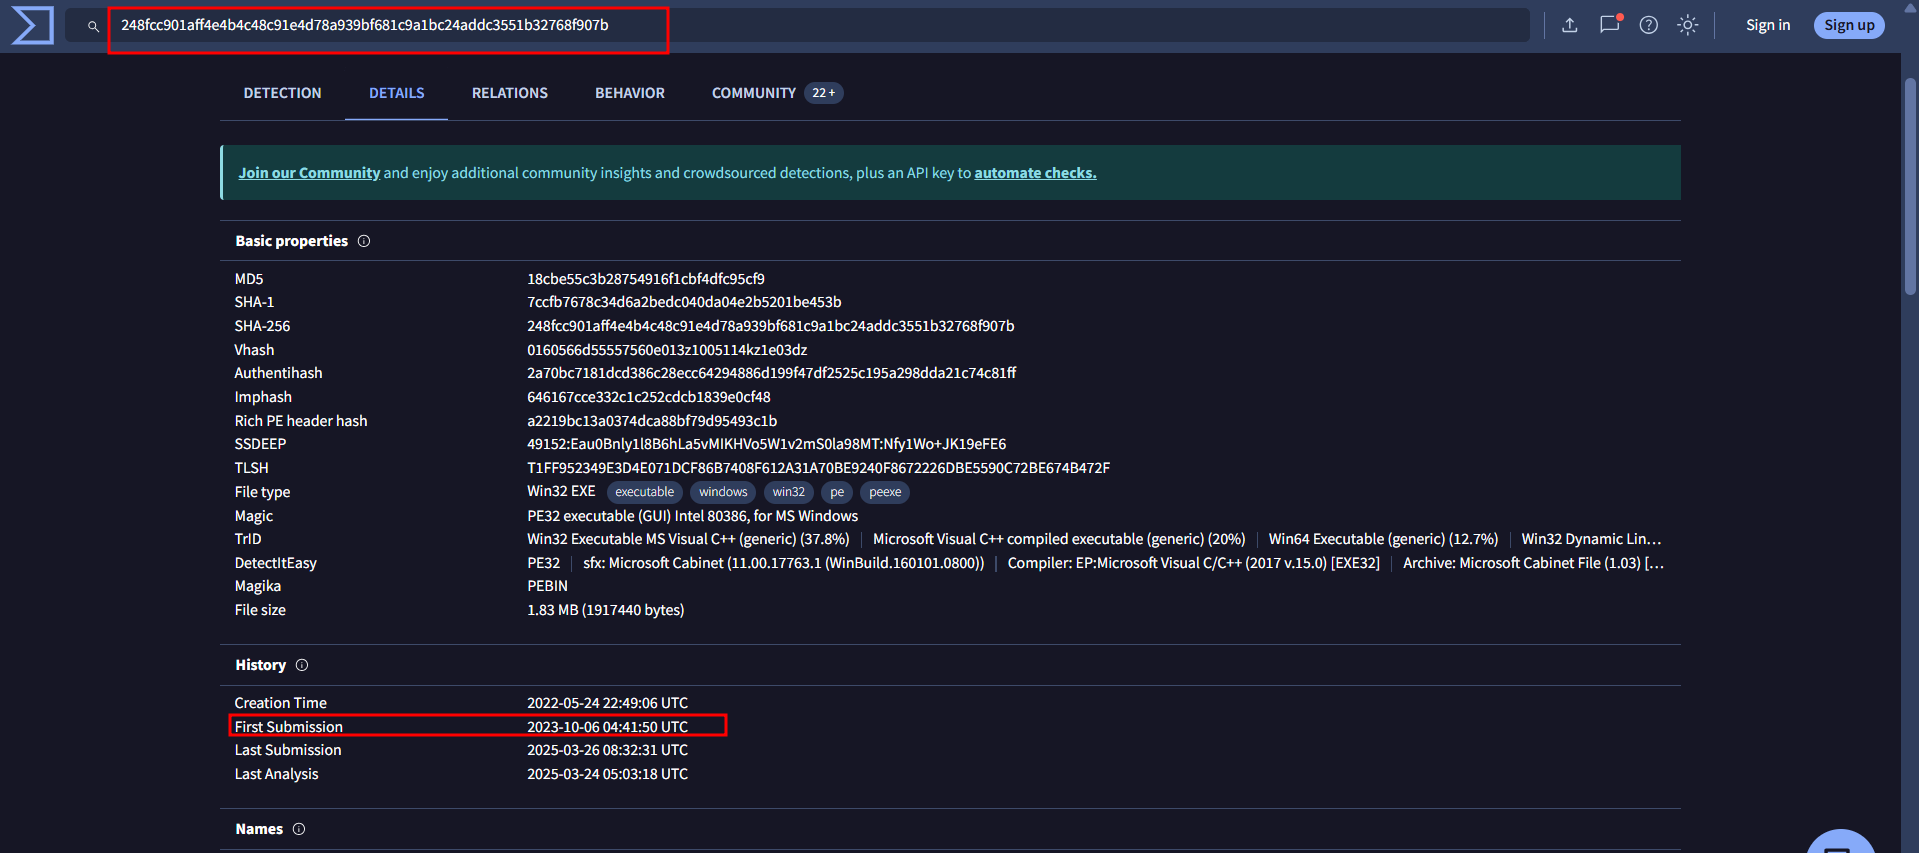 248fcc901aff4e4b4c48c91e4d78a939bf681c9a1bc24addc3551b32768f907b
Sign in
Sign up
DETECTION
DETAILS
RELATIONS
BEHAVIOR
COMMUNITY 22 +
Join our Community and enjoy additional community insights and crowdsourced detections, plus an API key to automate checks.
Basic properties
MD5 18cbe55c3b28754916f1cbf4dfc95cf9
SHA-1 7ccfb7678c34d6a2bedc040da04e2b5201be453b
SHA-256 248fcc901aff4e4b4c48c91e4d78a939bf681c9a1bc24addc3551b32768f907b
Vhash 0160566d55557560e013z1005114kz1e03dz
Authentihash 2a70bc7181dcd386c28ecc64294886d199f47df2525c195a298dda21c74c81ff
Imphash 646167cce332c1c252cdcb1839e0cf48
Rich PE header hash a2219bc13a0374dca88bf79d95493c1b
SSDEEP 49152:Eau0Bnly1l8B6hLa5vMIKHVo5W1v2mS0la98MT:Nfy1Wo+JK19eFE6
TLSH T1FF952349E3D4E071DCF86B7408F612A31A70BE9240F8672226DBE5590C72BE674B472F
File type Win32 EXE executable windows win32 pe peexe
Magic PE32 executable (GUI) Intel 80386, for MS Windows
TrID Win32 Executable MS Visual C++ (generic) (37.8%) | Microsoft Visual C++ compiled executable (generic) (20%) | Win64 Executable (generic) (12.7%) | Win32 Dynamic Lin…
DetectItEasy PE32 | sfx: Microsoft Cabinet (11.00.17763.1 (WinBuild.160101.0800)) | Compiler: EP:Microsoft Visual C/C++ (2017 v.15.0) [EXE32] | Archive: Microsoft Cabinet File (1.03) […
Magika PEBIN
File size 1.83 MB (1917440 bytes)
History
Creation Time 2022-05-24 22:49:06 UTC
First Submission 2023-10-06 04:41:50 UTC
Last Submission 2025-03-26 08:32:31 UTC
Last Analysis 2025-03-24 05:03:18 UTC
Names